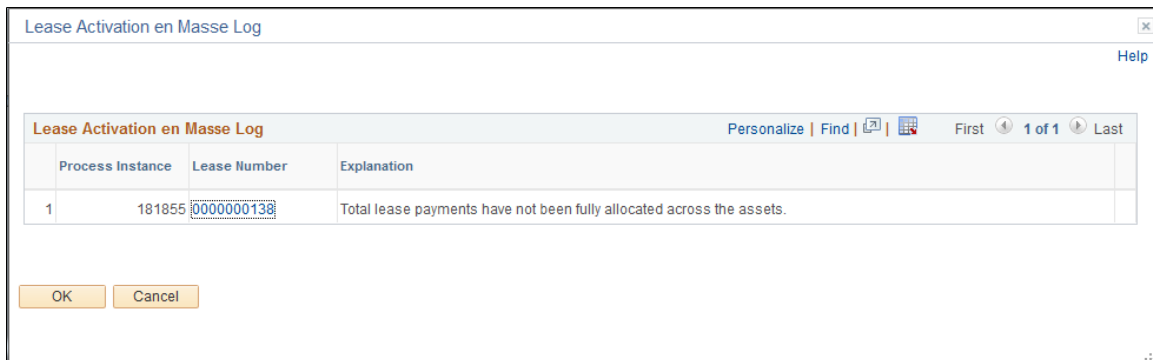 Lease Activation en Masse Log
Help
Lease Activation en Masse Log Personalize | Find | | First 1 of 1 Last
Process Instance Lease Number Explanation
1 181855 0000000138 Total lease payments have not been fully allocated across the assets.
OK Cancel